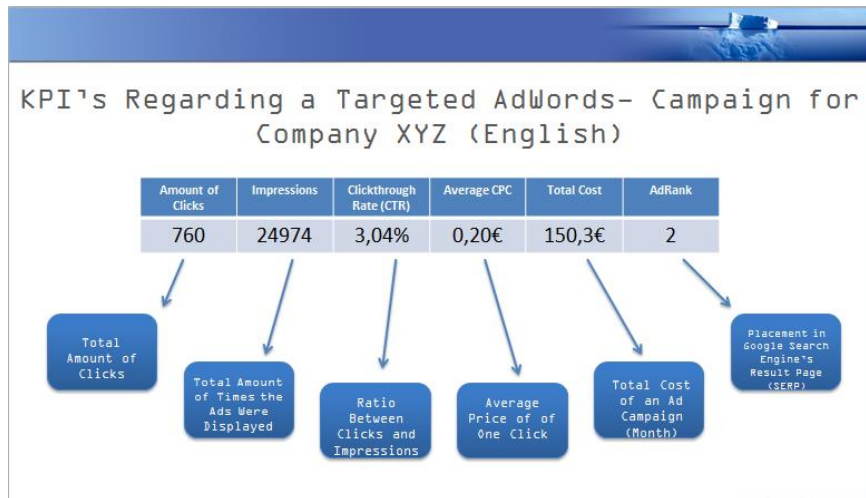 KPI's Regarding a Targeted AdWords- Campaign for
Company XYZ (English)
Amount of
Clicks
Impressions
Clickthrough
Rate (CTR)
Average CPC
Total Cost
AdRank
760
24974
3,04%
0,20€
150,3€
2
Total
Amount of
Clicks
Total Amount
of Times the
Ads Were
Displayed
Ratio
Between
Clicks and
Impressions
Average
Price of of
One Click
Total Cost
of an Ad
Campaign
(Month)
Placement in
Google Search
Engine's
Result Page
(SERP)